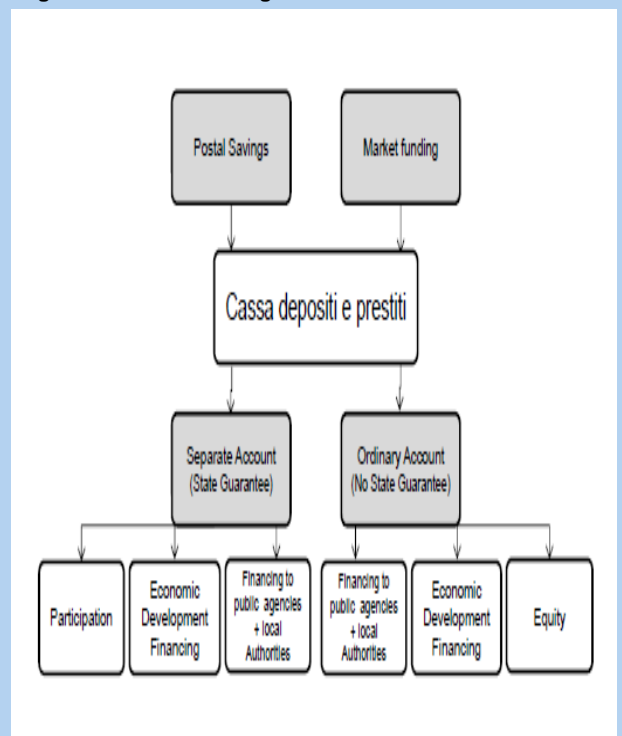 Postal Savings
Market funding
Cassa depositi e prestiti
Separate Account
(State Guarantee)
Ordinary Account
(No State Guarantee)
Participation
Economic
Development
Financing
Financing to
public agencies
+ local
Authorities
Financing to
public agencies
+ local
Authorities
Economic
Development
Financing
Equity